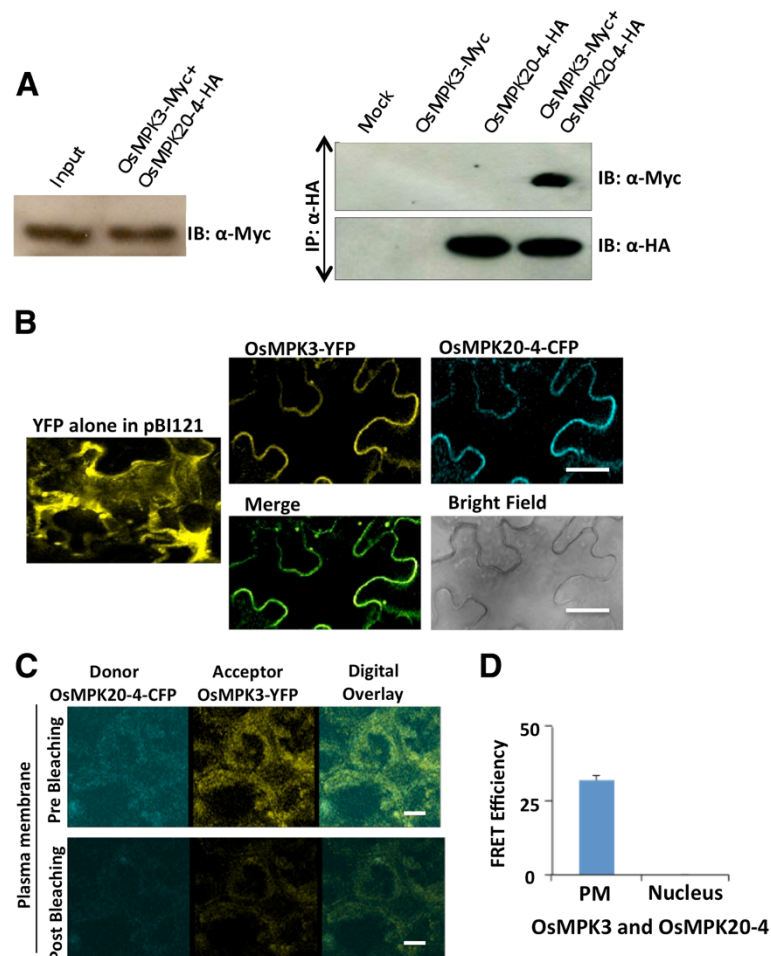 A
Input
OsMPK3-Myc+
OsMPK20-4-HA
IB: α-Myc
Mock
OsMPK3-Myc
OsMPK20-4-HA
OsMPK3-Myc+
OsMPK20-4-HA
IP: α-HA
IB: α-Myc
IB: α-HA
B
YFP alone in pBI121
OsMPK3-YFP
OsMPK20-4-CFP
Merge
Bright Field
C
Donor
OsMPK20-4-CFP
Acceptor
OsMPK3-YFP
Digital
Overlay
Plasma membrane
Pre Bleaching
Post Bleaching
D
FRET Efficiency
50
25
0
PM
Nucleus
OsMPK3 and OsMPK20-4